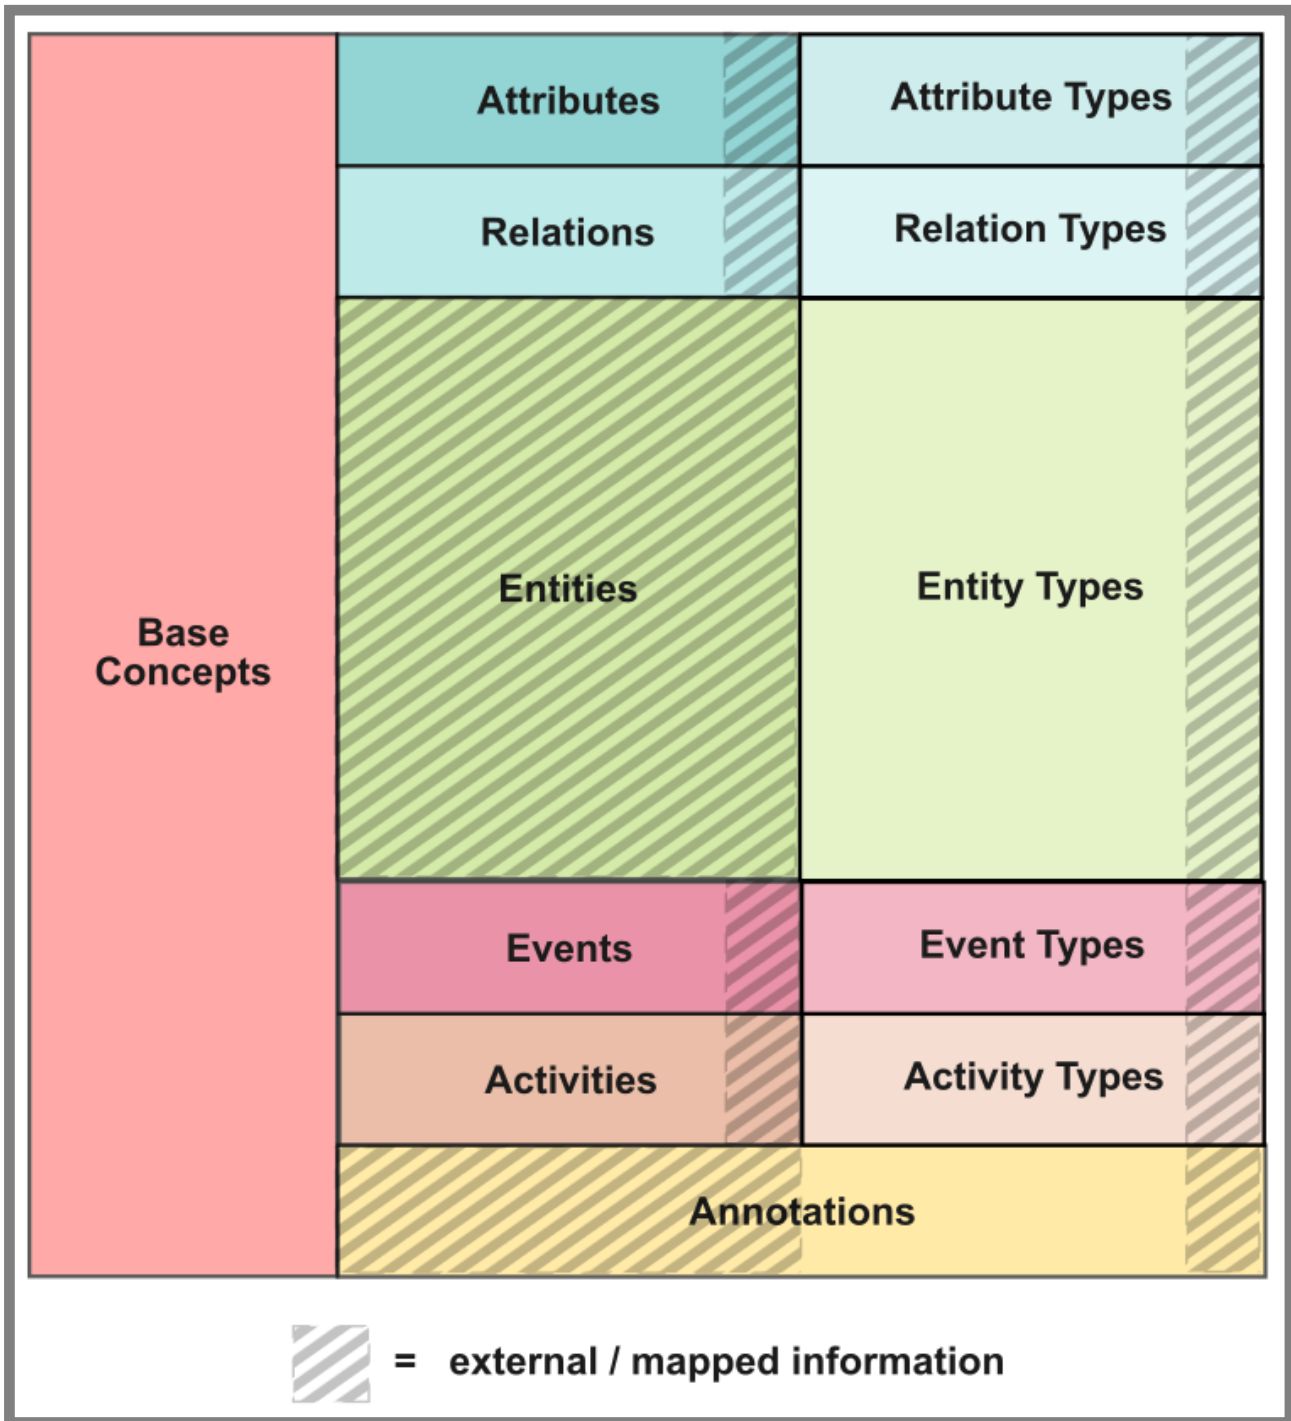 Attributes
Attribute Types
Relations
Relation Types
Entities
Entity Types
Base
Concepts
Events
Event Types
Activities
Activity Types
Annotations
= external / mapped information